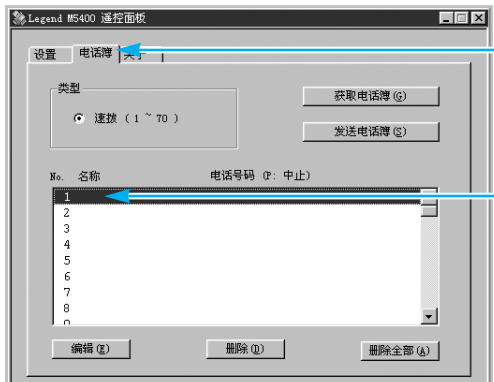 Legend M5400 遥控面板
设置 电话簿 关于
类型
速拨 (1 ~ 70 )
获取电话簿(G)
发送电话簿(S)
No. 名称 电话号码 (P: 中止)
1
2
3
4
5
6
7
8
编辑(E) 删除(D) 删除全部(A)